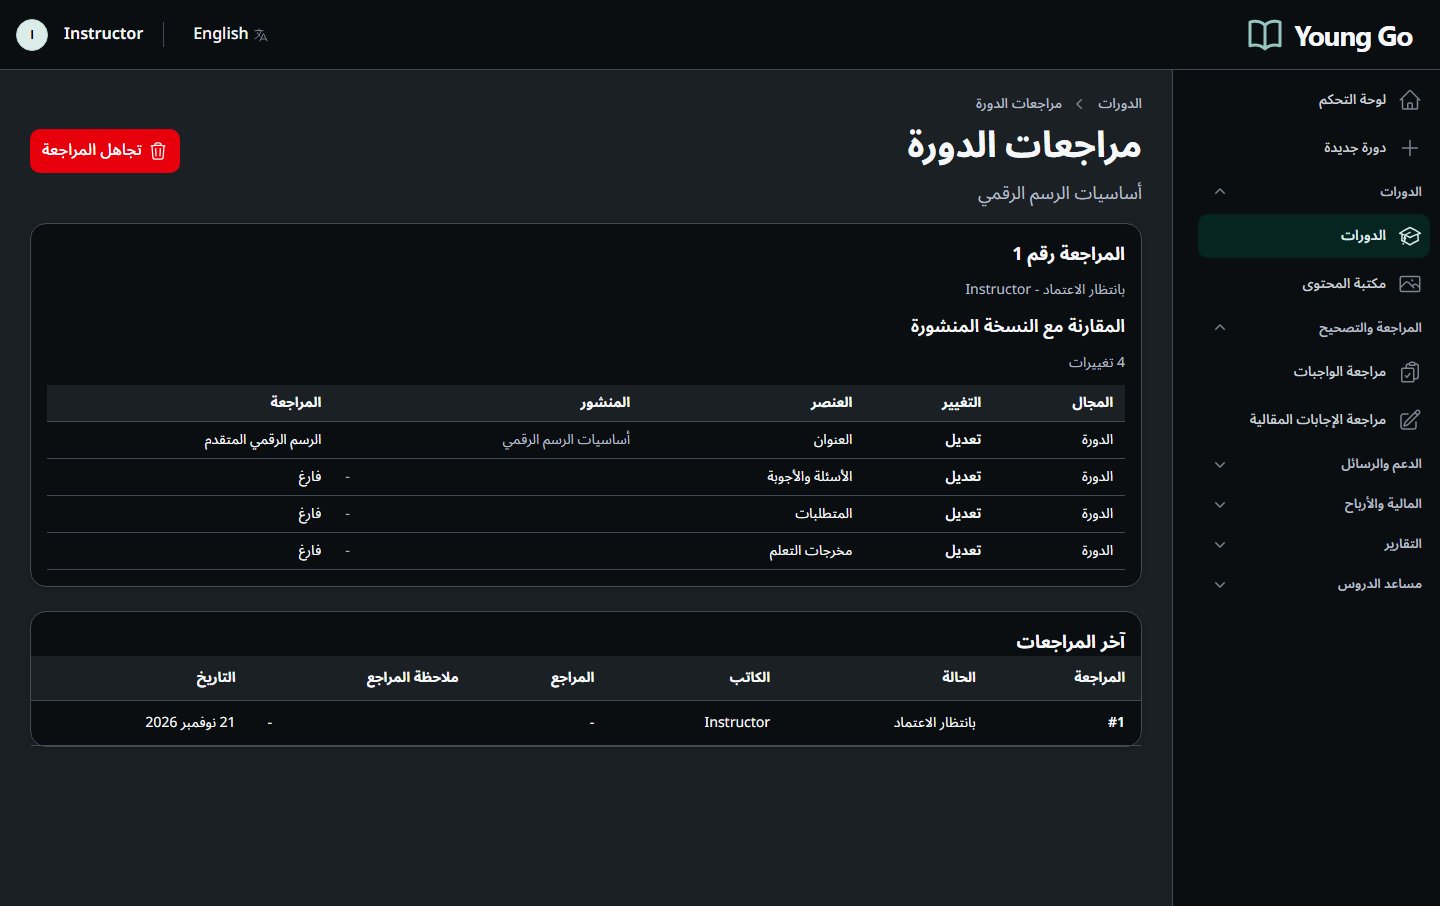 Young Go
English
Instructor
I
لوحة التحكم
دورة جديدة
الدورات
الدورات
مكتبة المحتوى
المراجعة والتصحيح
مراجعة الواجبات
مراجعة الإجابات المقالية
الدعم والرسائل
المالية والأرباح
التقارير
مساعد الدروس
الدورات
مراجعات الدورة
مراجعات الدورة
تجاهل المراجعة
أساسيات الرسم الرقمي
المراجعة رقم 1
بانتظار الاعتماد - Instructor
المقارنة مع النسخة المنشورة
4 تغييرات
المجال التغيير العنصر المنشور المراجعة
الدورة تعديل العنوان أساسيات الرسم الرقمي الرسم الرقمي المتقدم
الدورة تعديل الأسئلة والأجوبة - فارغ
الدورة تعديل المتطلبات - فارغ
الدورة تعديل مخرجات التعلم - فارغ
آخر المراجعات
المراجعة الحالة الكاتب المراجع ملاحظة المراجع التاريخ
#1 بانتظار الاعتماد Instructor - - 21 نوفمبر 2026